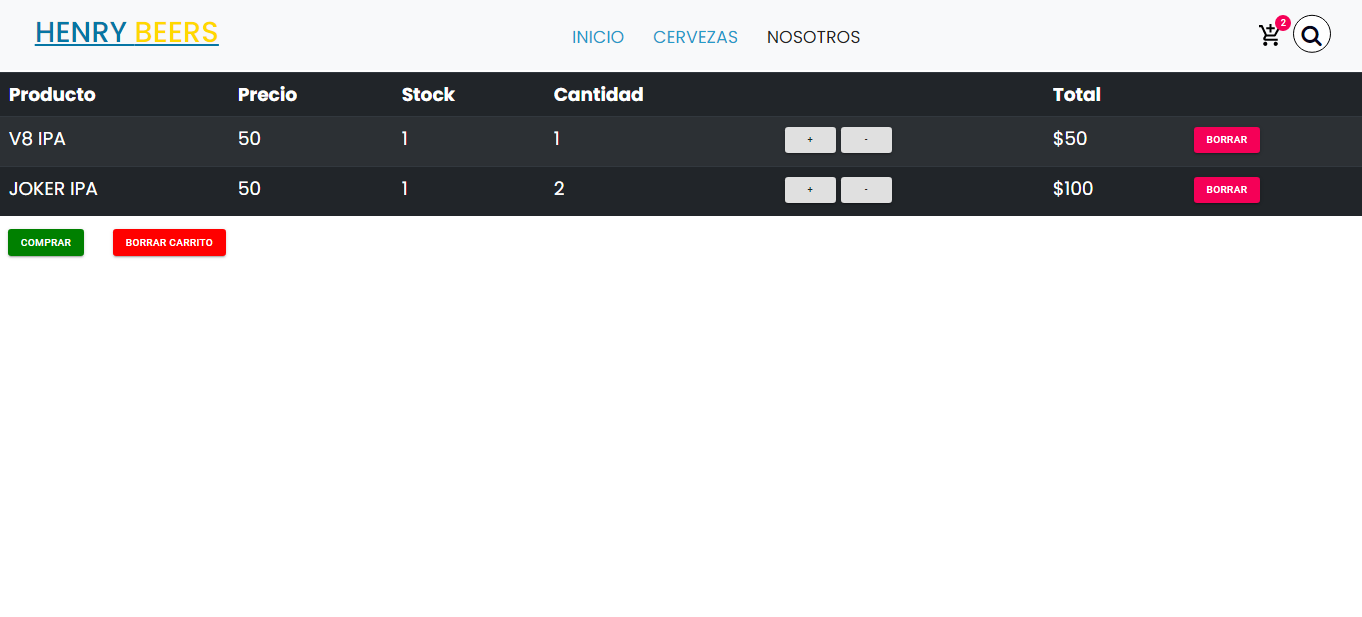 HENRY BEERS
INICIO CERVEZAS NOSOTROS
2
Producto Precio Stock Cantidad Total
V8 IPA 50 1 1 + - $50 BORRAR
JOKER IPA 50 1 2 + - $100 BORRAR
COMPRAR BORRAR CARRITO